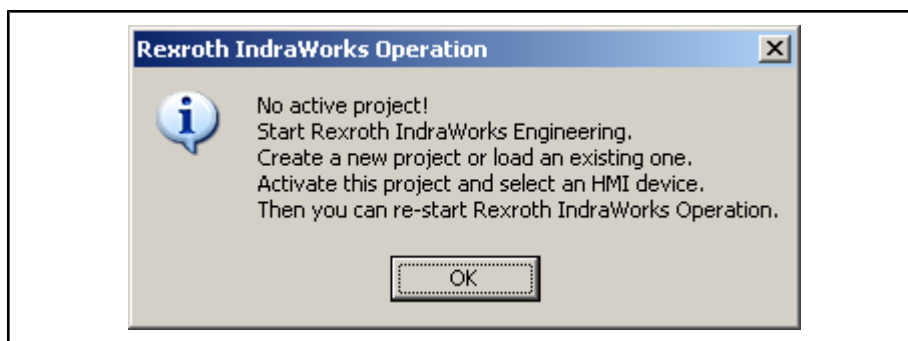 Rexroth IndraWorks Operation
No active project!
Start Rexroth IndraWorks Engineering.
Create a new project or load an existing one.
Activate this project and select an HMI device.
Then you can re-start Rexroth IndraWorks Operation.
OK